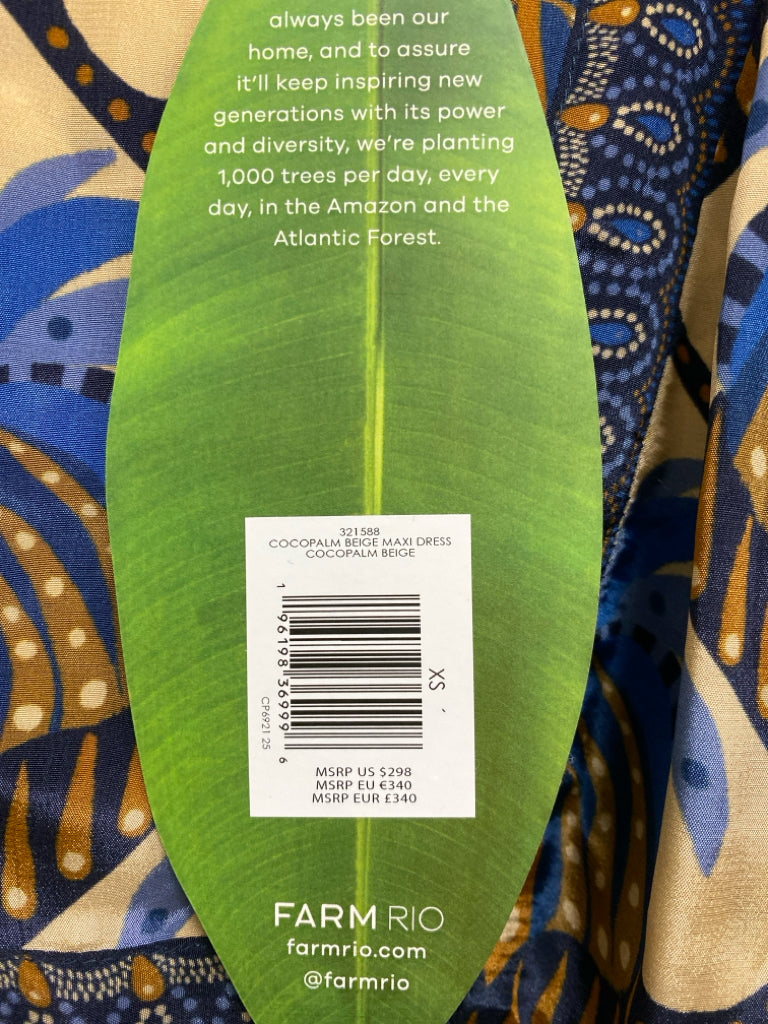 always been our
home, and to assure
it'll keep inspiring new
generations with its power
and diversity, we're planting
1,000 trees per day, every
day, in the Amazon and the
Atlantic Forest.
321588
COCOPALM BEIGE MAXI DRESS
COCOPALM BEIGE
1 96198 36999 6
CP6921 25
XS
MSRP US $298
MSRP EU €340
MSRP EUR £340
FARM RIO
farmrio.com
@farmrio